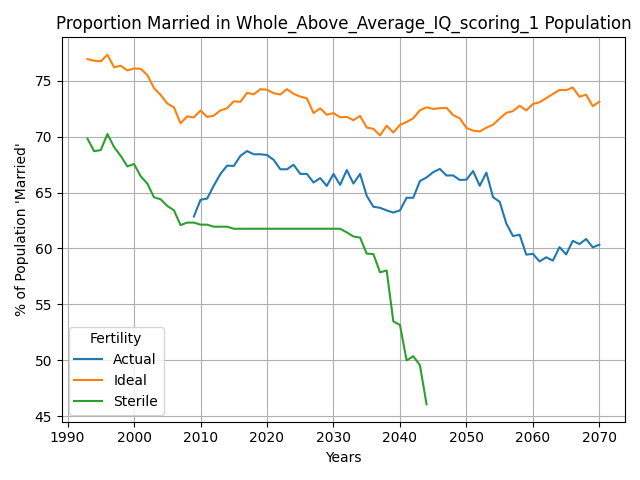 Proportion Married in Whole_Above_Average_IQ_scoring_1 Population
% of Population 'Married'
75
70
65
60
55
50
45
Fertility
Actual
Ideal
Sterile
1990 2000 2010 2020 2030 2040 2050 2060 2070
Years